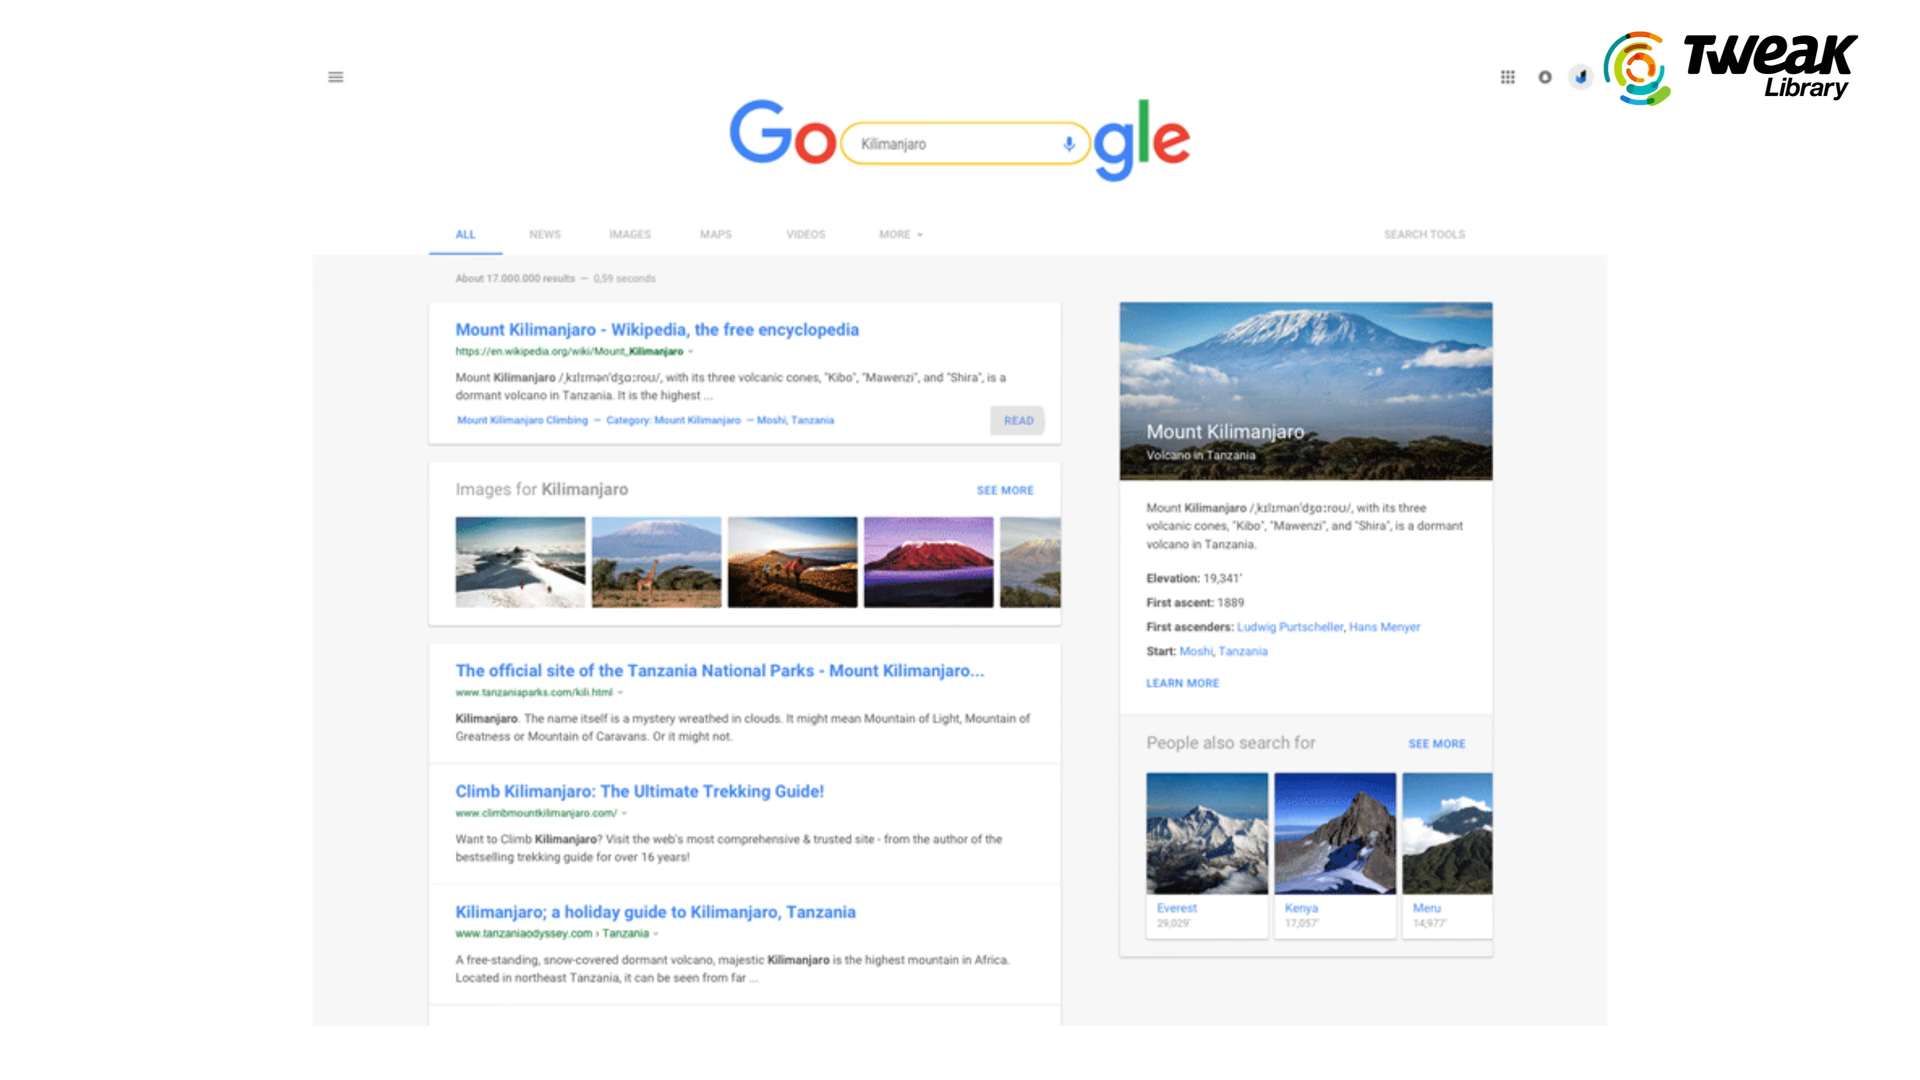 TWEAK
Library
Go Kilimanjaro gle
ALL NEWS IMAGES MAPS VIDEOS MORE SEARCH TOOLS
About 17.000.000 results — 0,59 seconds
Mount Kilimanjaro - Wikipedia, the free encyclopedia
https://en.wikipedia.org/wiki/Mount_Kilimanjaro
Mount Kilimanjaro /ˌkɪlɪmənˈdʒɑːroʊ/, with its three volcanic cones, "Kibo", "Mawenzi", and "Shira", is a
dormant volcano in Tanzania. It is the highest ...
Mount Kilimanjaro Climbing — Category: Mount Kilimanjaro — Moshi, Tanzania
READ
Images for Kilimanjaro
SEE MORE
The official site of the Tanzania National Parks - Mount Kilimanjaro...
www.tanzaniaparks.com/kili.html
Kilimanjaro. The name itself is a mystery wreathed in clouds. It might mean Mountain of Light, Mountain of
Greatness or Mountain of Caravans. Or it might not.
Climb Kilimanjaro: The Ultimate Trekking Guide!
www.climbmountkilimanjaro.com/
Want to Climb Kilimanjaro? Visit the web's most comprehensive & trusted site - from the author of the
bestselling trekking guide for over 16 years!
Kilimanjaro; a holiday guide to Kilimanjaro, Tanzania
www.tanzaniaodyssey.com › Tanzania
A free-standing, snow-covered dormant volcano, majestic Kilimanjaro is the highest mountain in Africa.
Located in northeast Tanzania, it can be seen from far ...
Mount Kilimanjaro
Volcano in Tanzania
Mount Kilimanjaro /ˌkɪlɪmənˈdʒɑːroʊ/, with its three
volcanic cones, "Kibo", "Mawenzi", and "Shira", is a dormant
volcano in Tanzania.
Elevation: 19,341'
First ascent: 1889
First ascenders: Ludwig Purtscheller, Hans Menyer
Start: Moshi, Tanzania
LEARN MORE
People also search for
SEE MORE
Everest
29,029'
Kenya
17,057'
Meru
14,977'